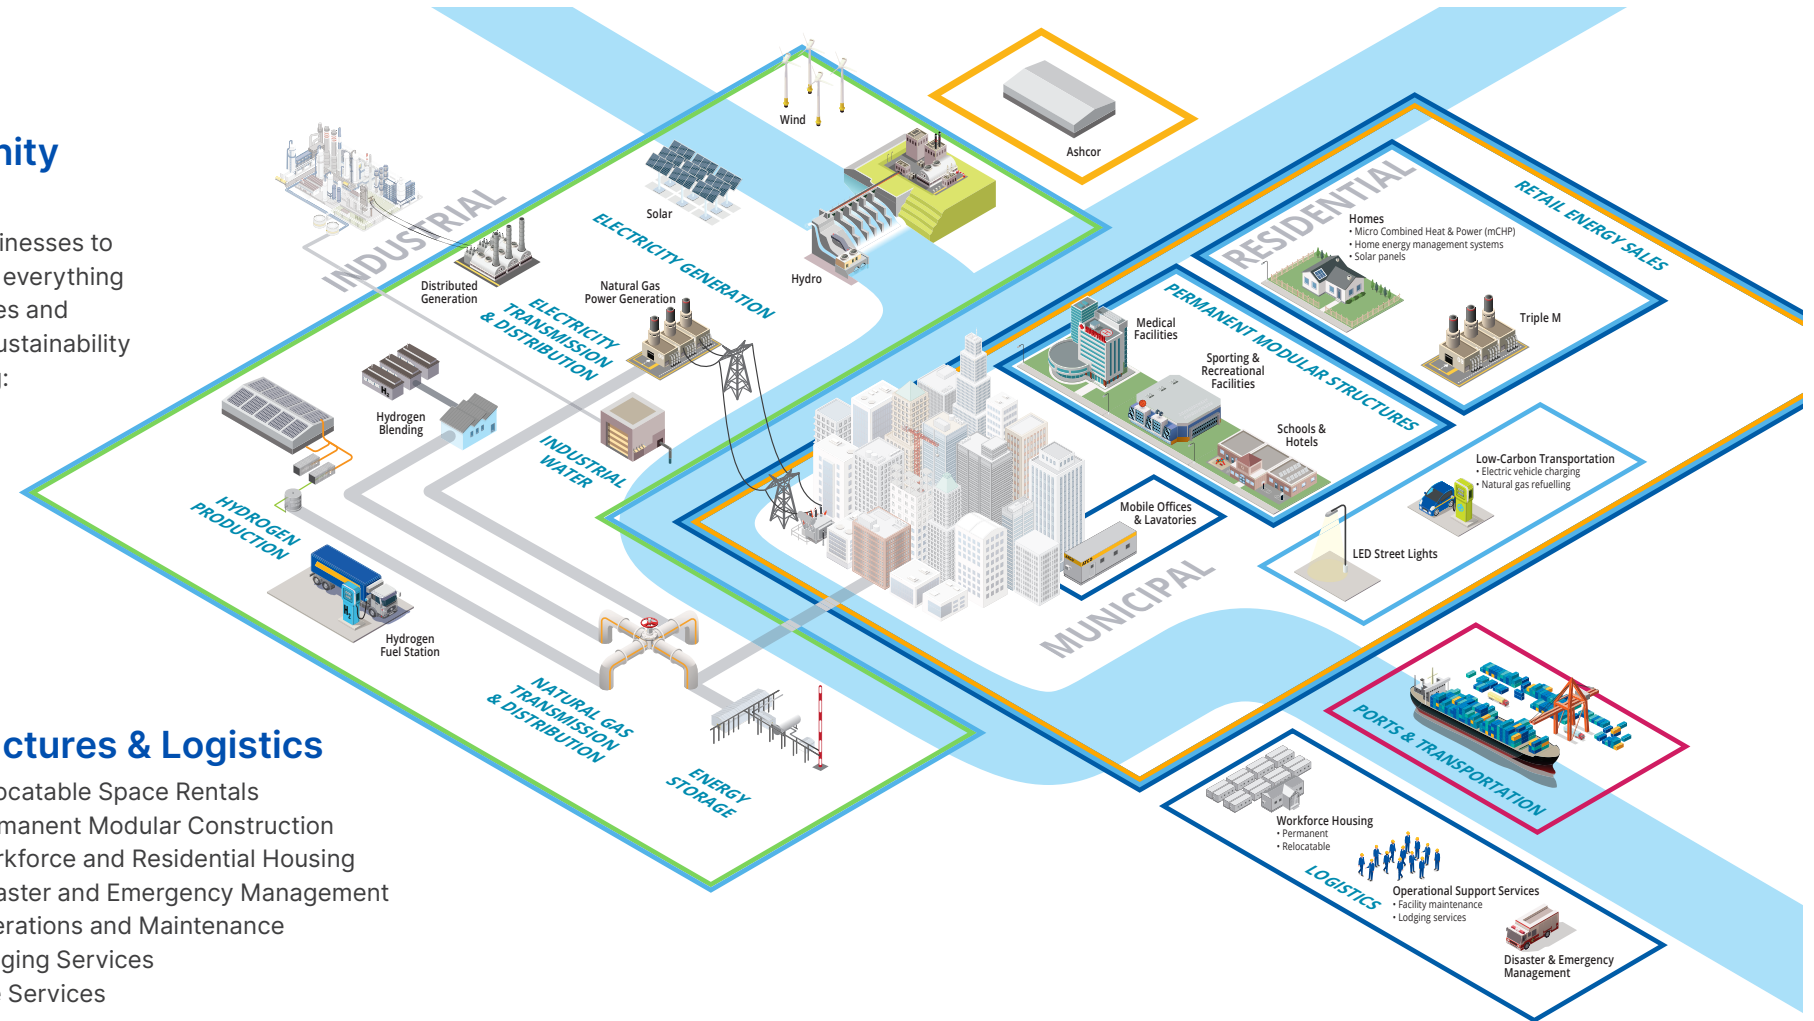 nity
inesses to
everything
es and
ustainability
g:
ctures & Logistics
ocatable Space Rentals
manent Modular Construction
rkforce and Residential Housing
aster and Emergency Management
erations and Maintenance
ging Services
e Services
INDUSTRIAL
Wind
Solar
Hydro
ELECTRICITY GENERATION
Distributed
Generation
Natural Gas
Power Generation
ELECTRICITY
TRANSMISSION
& DISTRIBUTION
Hydrogen
Blending
INDUSTRIAL
WATER
HYDROGEN
PRODUCTION
H2
Hydrogen
Fuel Station
NATURAL GAS
TRANSMISSION
& DISTRIBUTION
ENERGY
STORAGE
Ashcor
RESIDENTIAL
RETAIL ENERGY SALES
Homes
• Micro Combined Heat & Power (mCHP)
• Home energy management systems
• Solar panels
Triple M
PERMANENT MODULAR STRUCTURES
Medical
Facilities
Sporting &
Recreational
Facilities
Schools &
Hotels
Low-Carbon Transportation
• Electric vehicle charging
• Natural gas refuelling
LED Street Lights
Mobile Offices
& Lavatories
MUNICIPAL
PORTS & TRANSPORTATION
Workforce Housing
• Permanent
• Relocatable
LOGISTICS
Operational Support Services
• Facility maintenance
• Lodging services
Disaster & Emergency
Management